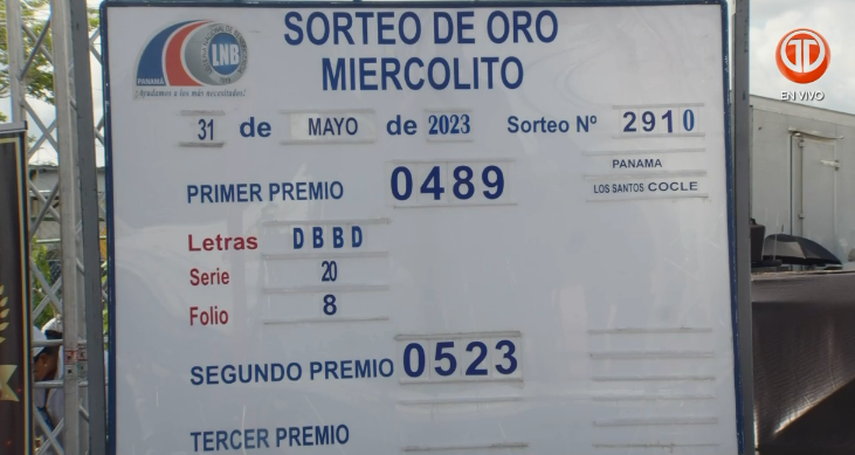 SORTEO DE ORO
MIERCOLITO
LNB
PANAMÁ
¡Ayudamos a los más necesitados!
EN VIVO
31 de MAYO de 2023 Sorteo Nº 2910
PRIMER PREMIO 0489
PANAMA
LOS SANTOS COCLE
Letras DBBD
Serie 20
Folio 8
SEGUNDO PREMIO 0523
TERCER PREMIO